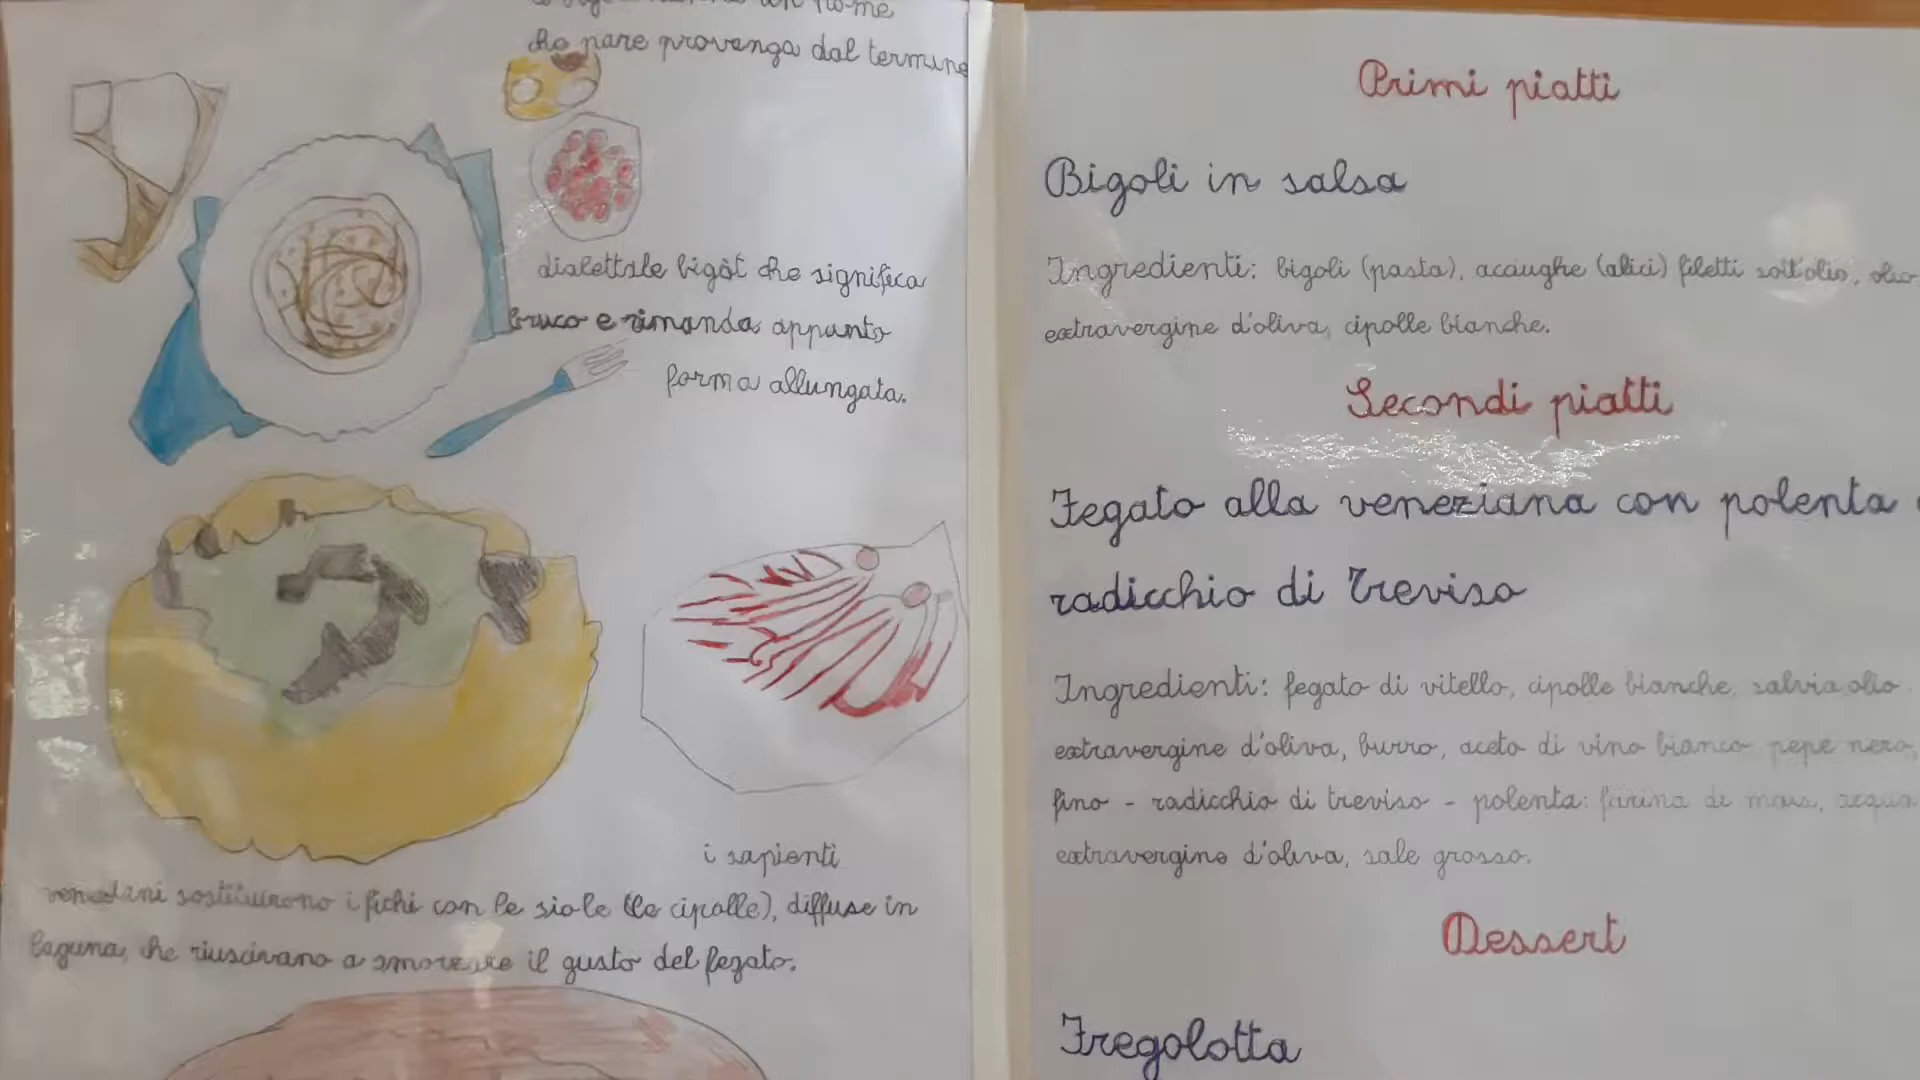 un nome
che pare provenga dal termine
dialettale bigàt che significa
bruco e rimanda appunto
forma allungata.
i sapienti
veneziani sostituirono i fichi con le siole (le cipolle), diffuse in
laguna, che riuscivano a smorzare il gusto del fegato.
Primi piatti
Bigoli in salsa
Ingredienti: bigoli (pasta), acciughe (alici) filetti sott'olio, olio
extravergine d'oliva, cipolle bianche.
Secondi piatti
Fegato alla veneziana con polenta
radicchio di Treviso
Ingredienti: fegato di vitello, cipolle bianche, salvia olio
extravergine d'oliva, burro, aceto di vino bianco pepe nero,
fino - radicchio di treviso - polenta: farina di mais, acqua
extravergine d'oliva, sale grosso.
Dessert
Fregolotta